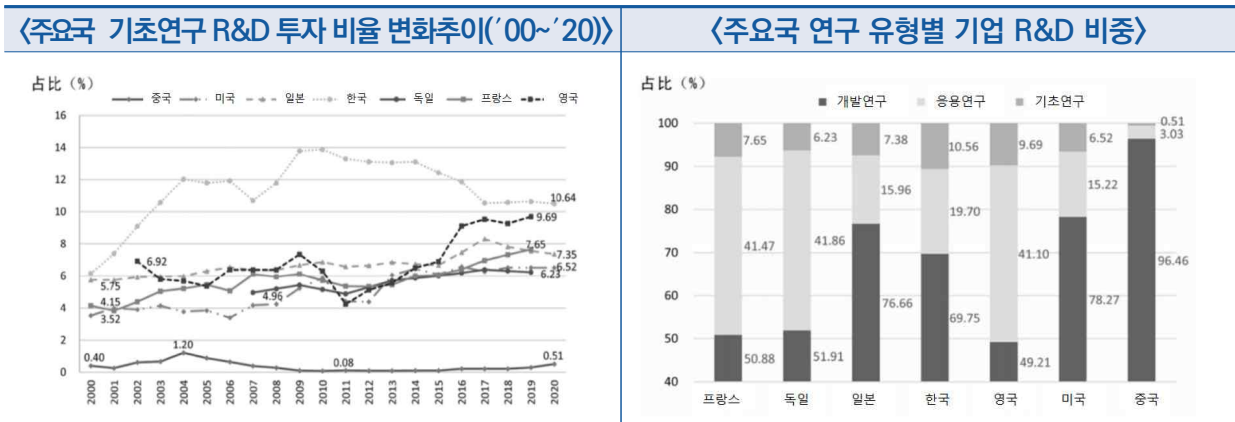 〈주요국 기초연구 R&D 투자 비율 변화추이(′00~′20)〉
占比（%）
중국 미국 일본 한국 독일 프랑스 영국
16
14
12
10
8
6
4
2
0
6.92
5.75
4.15
3.52
4.96
0.40
1.20
0.08
0.51
10.64
9.69
7.65
7.35
6.52
6.23
2000 2001 2002 2003 2004 2005 2006 2007 2008 2009 2010 2011 2012 2013 2014 2015 2016 2017 2018 2019 2020
〈주요국 연구 유형별 기업 R&D 비중〉
占比（%）
개발연구 응용연구 기초연구
100
90
80
70
60
50
40
7.65 6.23 7.38 10.56 9.69 6.52 0.51
3.03
41.47 41.86 15.96 19.70 41.10 15.22
50.88 51.91 76.66 69.75 49.21 78.27 96.46
프랑스 독일 일본 한국 영국 미국 중국